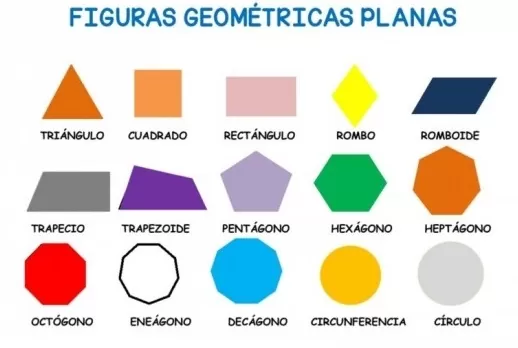 FIGURAS GEOMÉTRICAS PLANAS
TRIÁNGULO CUADRADO RECTÁNGULO ROMBO ROMBOIDE
TRAPECIO TRAPEZOIDE PENTÁGONO HEXÁGONO HEPTÁGONO
OCTÓGONO ENEÁGONO DECÁGONO CIRCUNFERENCIA CÍRCULO